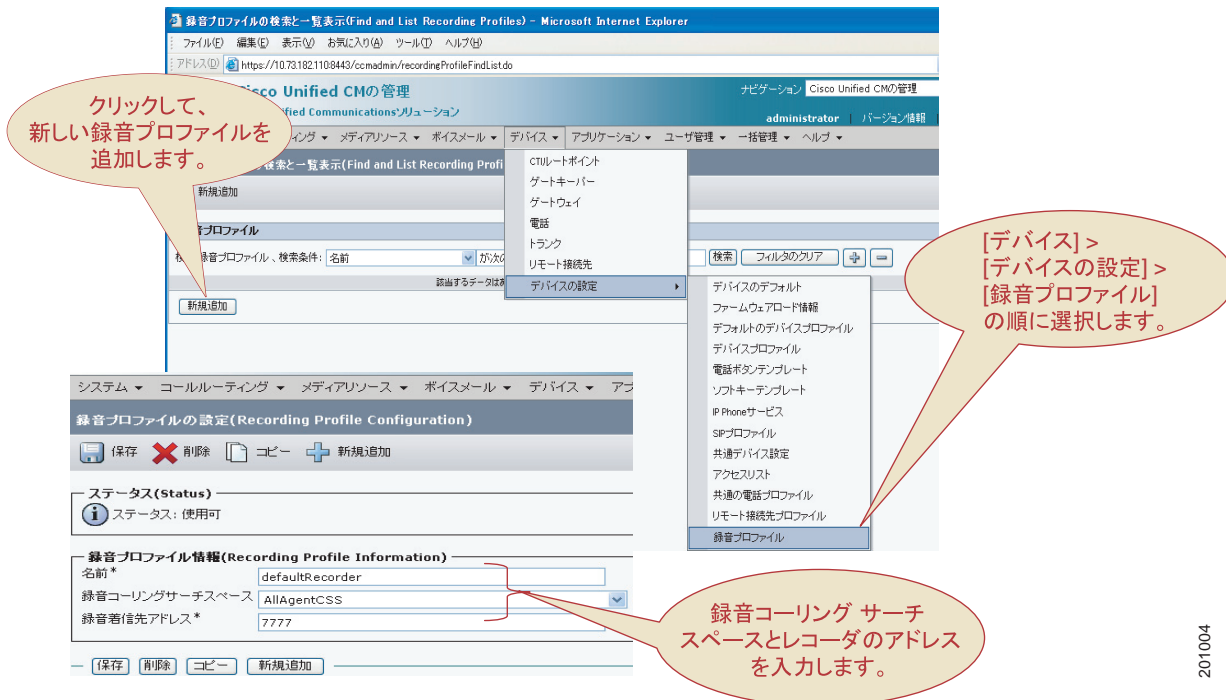 録音プロファイルの検索と一覧表示(Find and List Recording Profiles) - Microsoft Internet Explorer
ファイル(F) 編集(E) 表示(V) お気に入り(A) ツール(T) ヘルプ(H)
アドレス(D) https://10.73.182.110:8443/ccmadmin/recordingProfileFindList.do
isco Unified CMの管理
ナビゲーション Cisco Unified CMの管理
ified Communicationsソリューション
administrator | バージョン情報
クリックして、
新しい録音プロファイルを
追加します。
ィング メディアリソース ボイスメール デバイス アプリケーション ユーザ管理 一括管理 ヘルプ
検索と一覧表示(Find and List Recording Profi
新規追加
音プロファイル
録音プロファイル、検索条件: 名前 が次の 検索 フィルタのクリア
該当するデータはあ
新規追加
CTIルートポイント
ゲートキーパー
ゲートウェイ
電話
トランク
リモート接続先
デバイスの設定
デバイスのデフォルト
ファームウェアロード情報
デフォルトのデバイスプロファイル
デバイスプロファイル
電話ボタンテンプレート
ソフトキーテンプレート
IP Phoneサービス
SIPプロファイル
共通デバイス設定
アクセスリスト
共通の電話プロファイル
リモート接続先プロファイル
録音プロファイル
[デバイス] >
[デバイスの設定] >
[録音プロファイル]
の順に選択します。
システム コールルーティング メディアリソース ボイスメール デバイス アプ
録音プロファイルの設定(Recording Profile Configuration)
保存 削除 コピー 新規追加
ステータス(Status)
ステータス: 使用可
録音プロファイル情報(Recording Profile Information)
名前* defaultRecorder
録音コーリングサーチスペース AllAgentCSS
録音着信先アドレス* 7777
保存 削除 コピー 新規追加
録音コーリング サーチ
スペースとレコーダのアドレス
を入力します。
201004